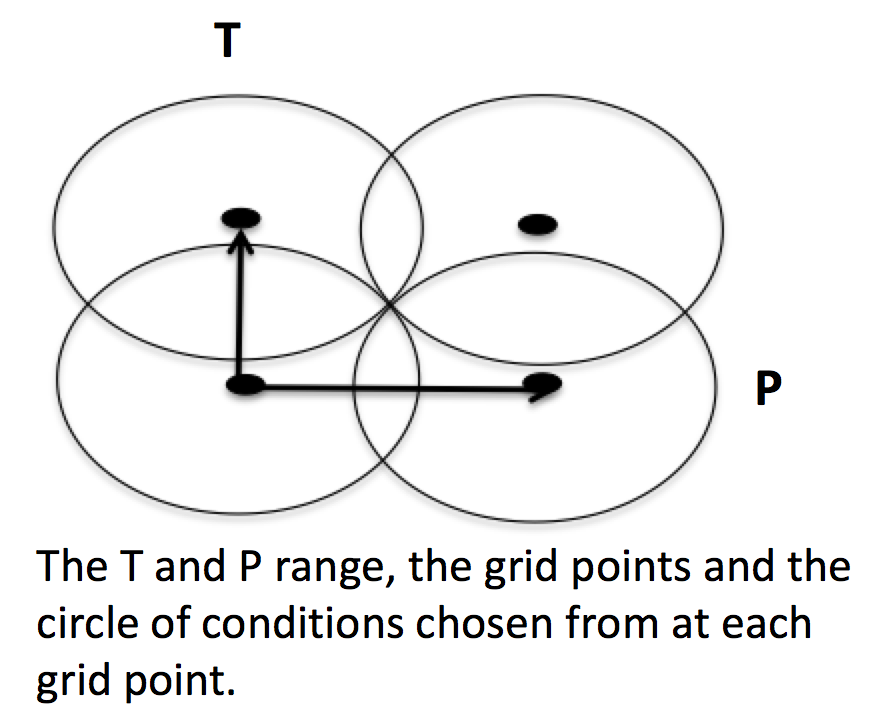 T
P
The T and P range, the grid points and the
circle of conditions chosen from at each
grid point.